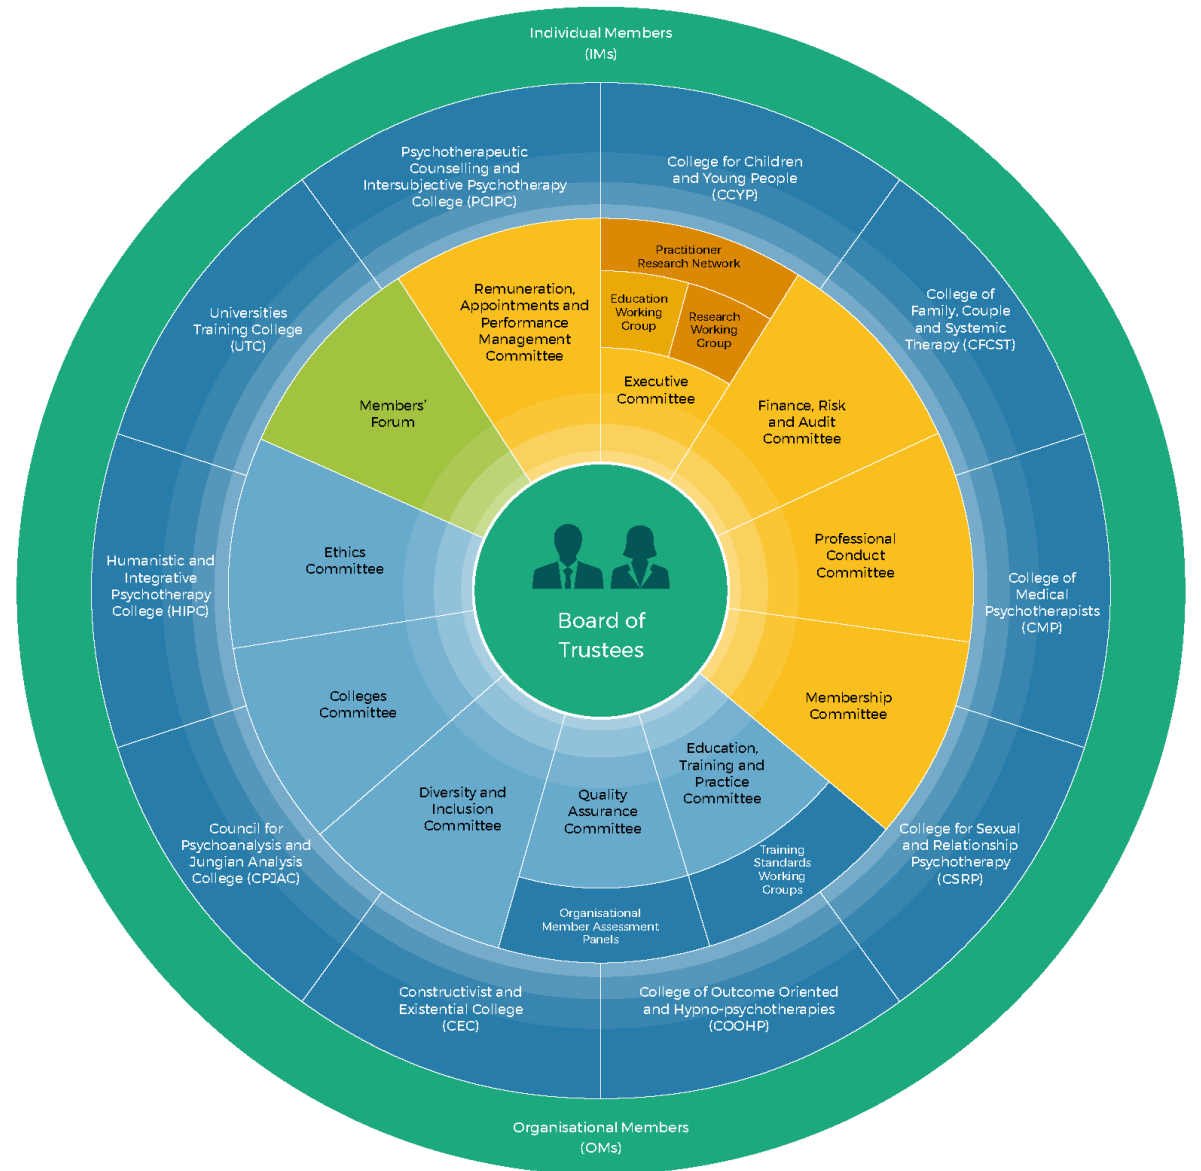 Individual Members
(IMs)
Psychotherapeutic
Counselling and
Intersubjective Psychotherapy
College (PCIPC)
College for Children
and Young People
(CCYP)
Universities
Training College
(UTC)
College of
Family, Couple
and Systemic
Therapy (CFCST)
Humanistic and
Integrative
Psychotherapy
College (HIPC)
College of
Medical
Psychotherapists
(CMP)
Council for
Psychoanalysis and
Jungian Analysis
College (CPJAC)
College for Sexual
and Relationship
Psychotherapy
(CSRP)
Constructivist and
Existential College
(CEC)
College of Outcome Oriented
and Hypno-psychotherapies
(COOHP)
Remuneration,
Appointments and
Performance
Management
Committee
Practitioner
Research Network
Education
Working
Group
Research
Working
Group
Executive
Committee
Members'
Forum
Finance, Risk
and Audit
Committee
Ethics
Committee
Professional
Conduct
Committee
Board of
Trustees
Colleges
Committee
Membership
Committee
Diversity and
Inclusion
Committee
Quality
Assurance
Committee
Education,
Training and
Practice
Committee
Training
Standards
Working
Groups
Organisational
Member Assessment
Panels
Organisational Members
(OMs)